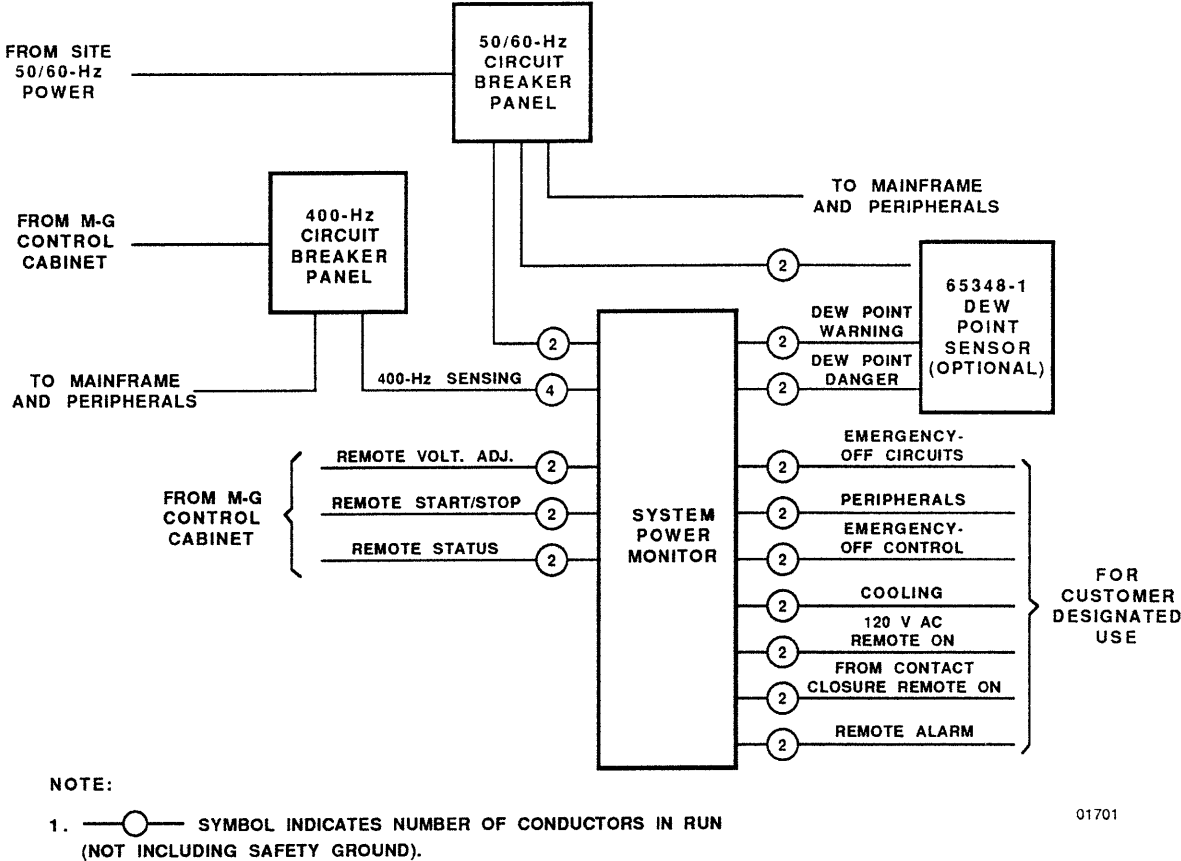 50/60-Hz
CIRCUIT
BREAKER
PANEL
FROM SITE
50/60-Hz
POWER
TO MAINFRAME
AND PERIPHERALS
400-Hz
CIRCUIT
BREAKER
PANEL
FROM M-G
CONTROL
CABINET
2
65348-1
DEW
POINT
SENSOR
(OPTIONAL)
DEW POINT
WARNING
2
2
DEW POINT
DANGER
2
TO MAINFRAME
AND PERIPHERALS
400-Hz SENSING
4
REMOTE VOLT. ADJ.
2
REMOTE START/STOP
2
REMOTE STATUS
2
FROM M-G
CONTROL
CABINET
SYSTEM
POWER
MONITOR
EMERGENCY-
OFF CIRCUITS
2
PERIPHERALS
2
EMERGENCY-
OFF CONTROL
2
COOLING
2
120 V AC
REMOTE ON
2
FROM CONTACT
CLOSURE REMOTE ON
2
REMOTE ALARM
2
FOR
CUSTOMER
DESIGNATED
USE
NOTE:
1. SYMBOL INDICATES NUMBER OF CONDUCTORS IN RUN
(NOT INCLUDING SAFETY GROUND).
01701